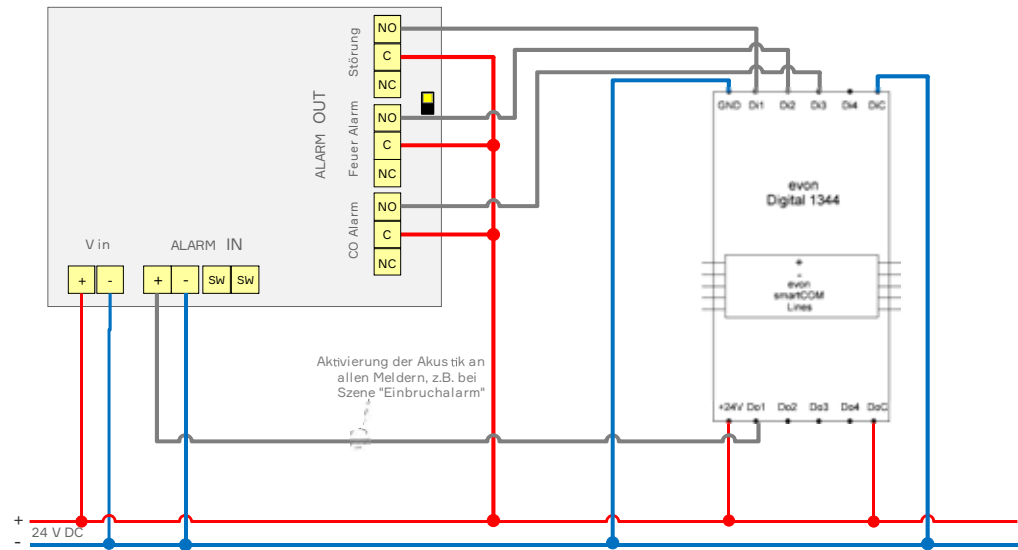 NO
C
NC
Störung
NO
C
NC
Feuer Alarm
ALARM OUT
NO
C
NC
CO Alarm
V in
ALARM IN
+
-
+
-
SW
SW
GND Di1 Di2 Di3 Di4 DiC
evon
Digital 1344
+
-
evon
smartCOM
Lines
Aktivierung der Akustik an
allen Meldern, z.B. bei
Szene "Einbruchalarm"
+24V Do1 Do2 Do3 Do4 DoC
+
24 V DC
-